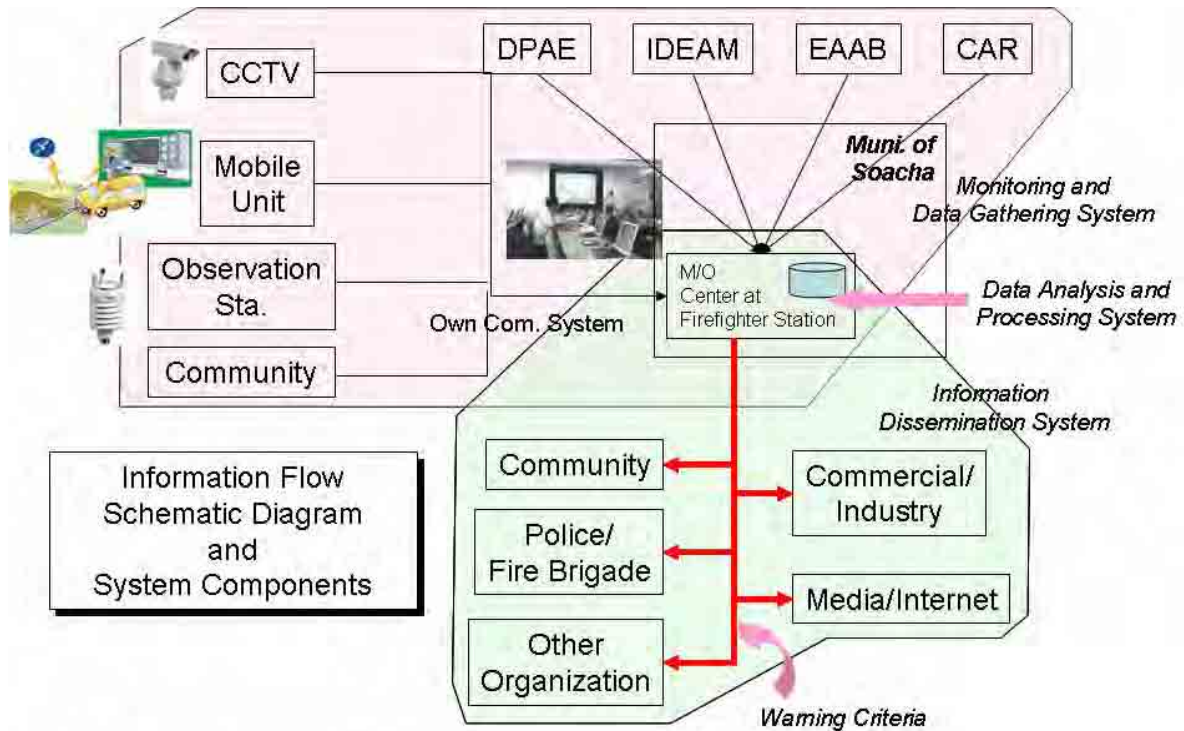 DPAE
IDEAM
EAAB
CAR
CCTV
Mobile
Unit
Observation
Sta.
Community
Muni. of
Soacha
Monitoring and
Data Gathering System
M/O
Center at
Firefighter Station
Own Com. System
Data Analysis and
Processing System
Information
Dissemination System
Information Flow
Schematic Diagram
and
System Components
Community
Commercial/
Industry
Police/
Fire Brigade
Media/Internet
Other
Organization
Warning Criteria